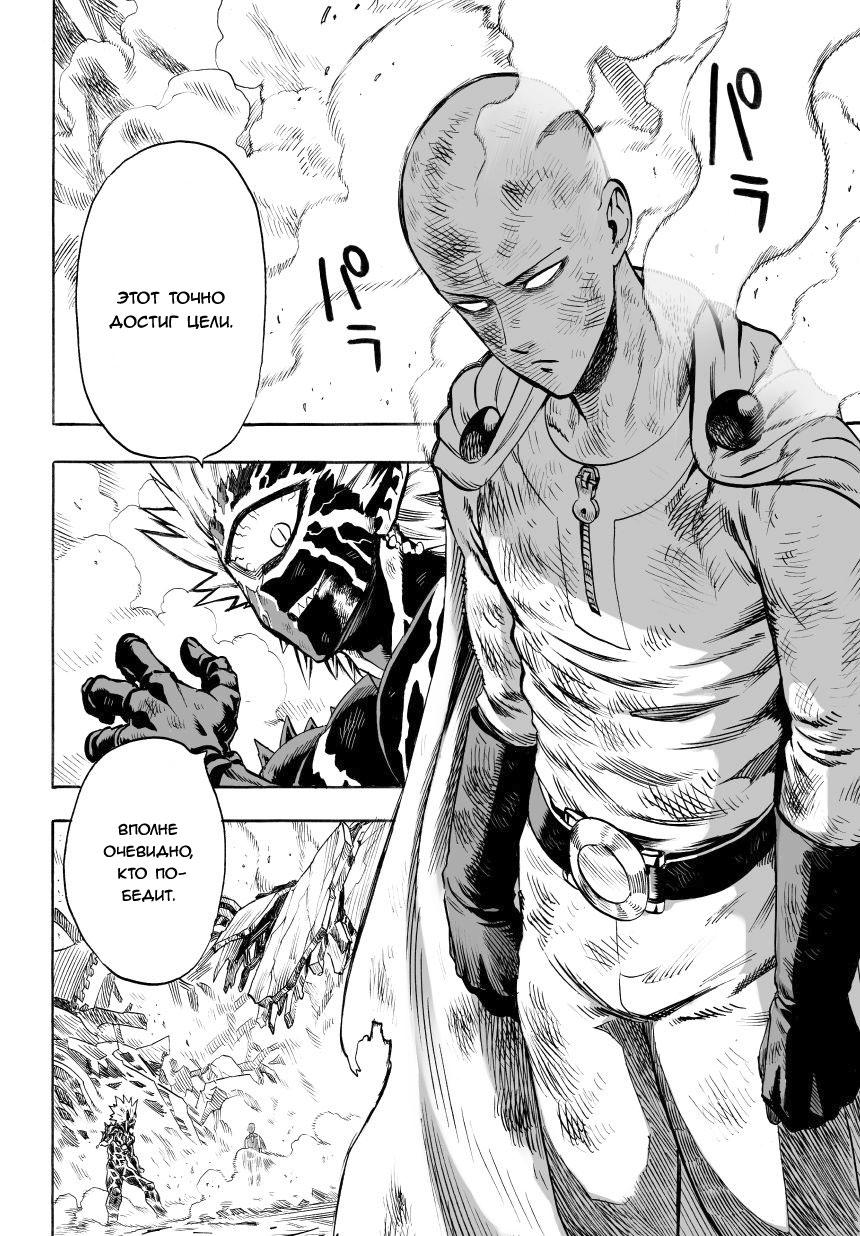 パラ
パラ
ЭТОТ ТОЧНО
ДОСТИГ ЦЕЛИ.
ВПОЛНЕ
ОЧЕВИДНО,
КТО ПО-
БЕДИТ.